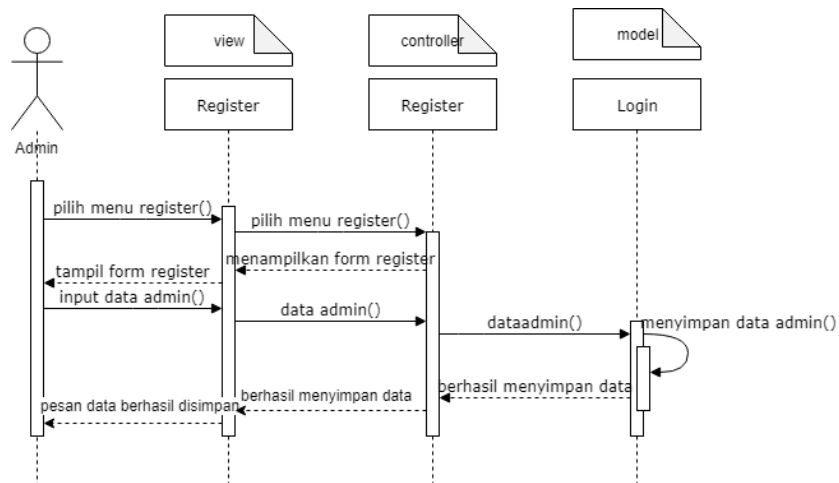 view
controller
model
Register
Register
Login
Admin
pilih menu register()
pilih menu register()
menampilkan form register
tampil form register
input data admin()
data admin()
dataadmin()
menyimpan data admin()
berhasil menyimpan data
berhasil menyimpan data
pesan data berhasil disimpan